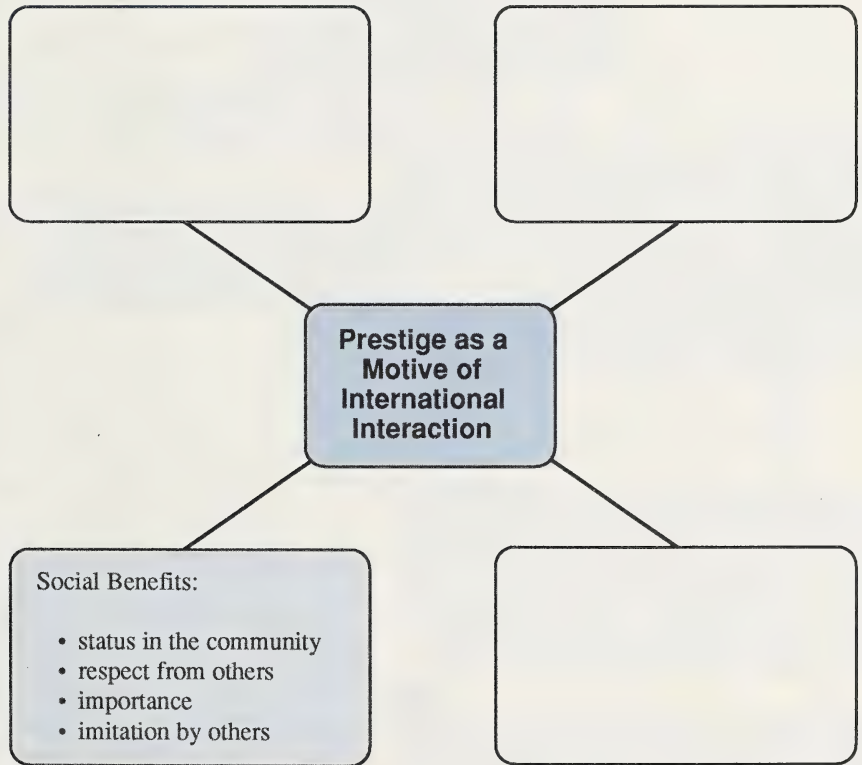 Prestige as a
Motive of
International
Interaction
Social Benefits:
• status in the community
• respect from others
• importance
• imitation by others